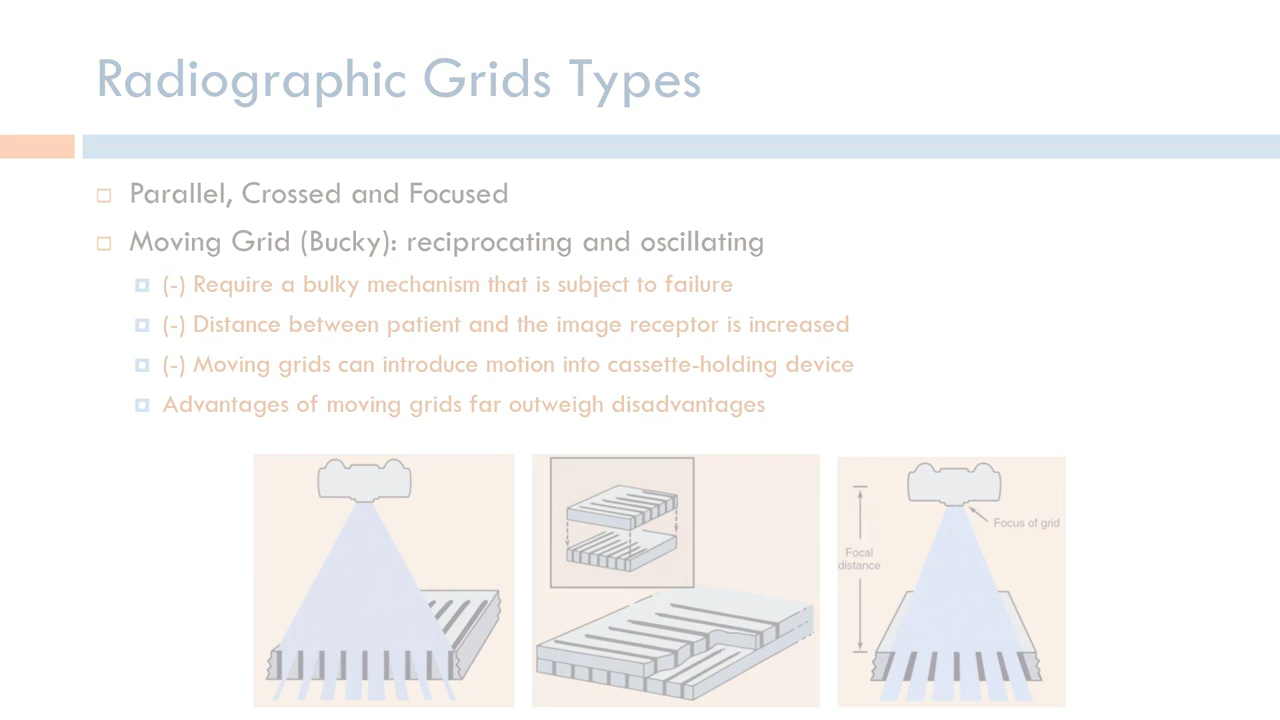 Radiographic Grids Types
Parallel, Crossed and Focused
Moving Grid (Bucky): reciprocating and oscillating
(-) Require a bulky mechanism that is subject to failure
(-) Distance between patient and the image receptor is increased
(-) Moving grids can introduce motion into cassette-holding device
Advantages of moving grids far outweigh disadvantages
Focus of grid
Focal
distance